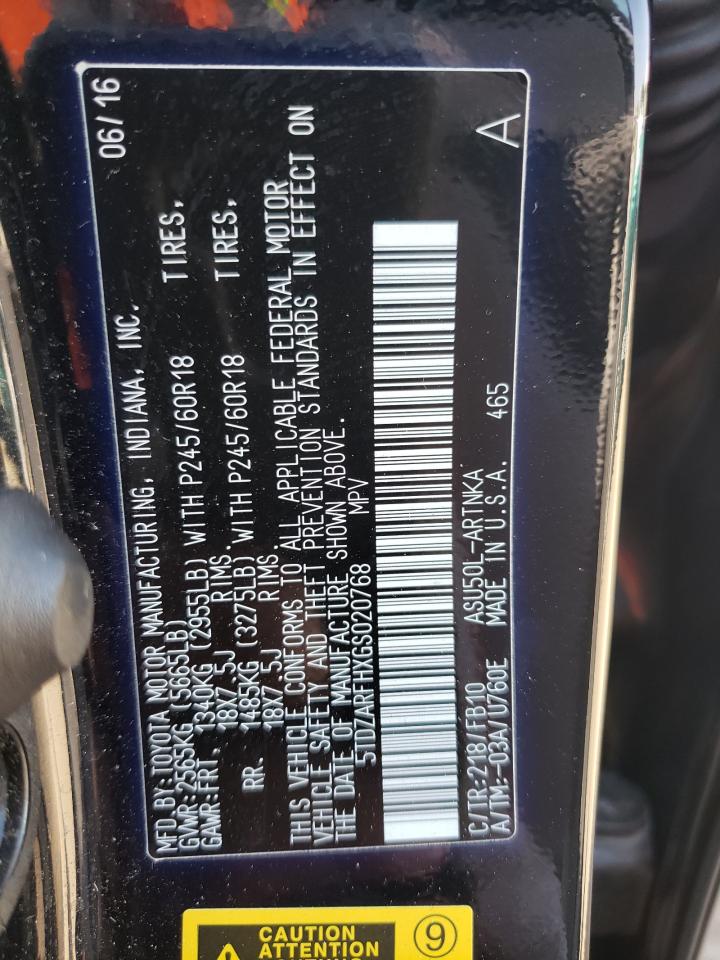 MFD.BY:TOYOTA MOTOR MANUFACTURING, INDIANA, INC. 06/16
GVWR:2565KG (5665LB)
GAWR:FRT. 1340KG (2955LB) WITH P245/60R18 TIRES,
18X7.5J RIMS.
RR. 1485KG (3275LB) WITH P245/60R18 TIRES,
18X7.5J RIMS.
THIS VEHICLE CONFORMS TO ALL APPLICABLE FEDERAL MOTOR
VEHICLE SAFETY AND THEFT PREVENTION STANDARDS IN EFFECT ON
THE DATE OF MANUFACTURE SHOWN ABOVE.
5TDZARFHXGS020768 MPV
C/TR:218/FB10 ASU50L-ARTNKA
A/TM:-03A/U760E MADE IN U.S.A. 465 A
CAUTION 9
ATTENTION